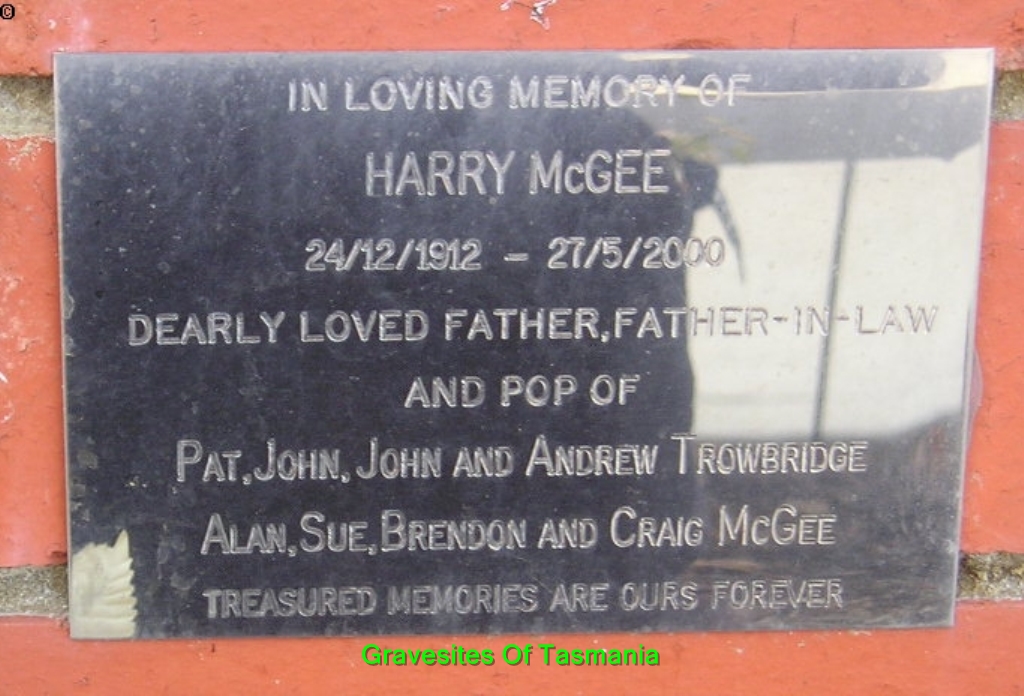 ©
IN LOVING MEMORY OF
HARRY McGEE
24/12/1912 - 27/5/2000
DEARLY LOVED FATHER, FATHER-IN-LAW
AND POP OF
PAT, JOHN, JOHN AND ANDREW TROWBRIDGE
ALAN, SUE, BRENDON AND CRAIG McGEE
TREASURED MEMORIES ARE OURS FOREVER
Gravesites Of Tasmania